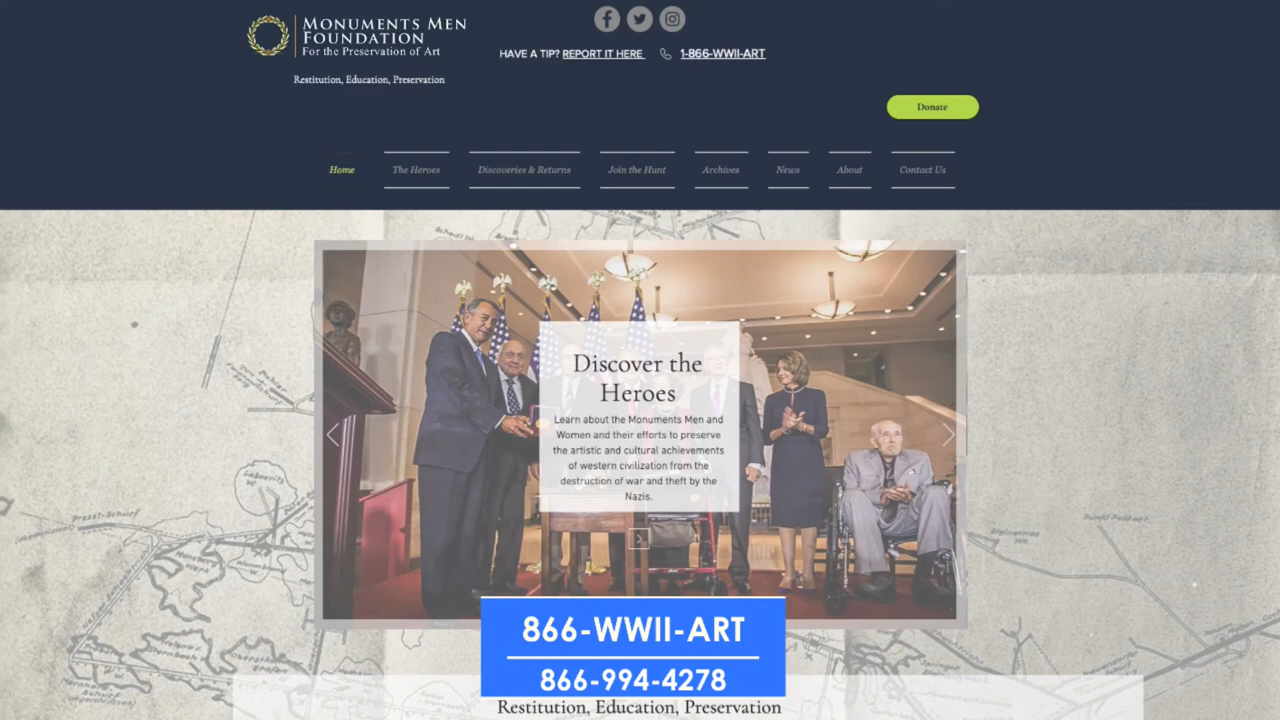 MONUMENTS MEN
FOUNDATION
For the Preservation of Art
Restitution, Education, Preservation
HAVE A TIP? REPORT IT HERE
1-866-WWII-ART
Donate
Home
The Heroes
Discoveries & Returns
Join the Hunt
Archives
News
About
Contact Us
Discover the
Heroes
Learn about the Monuments Men and
Women and their efforts to preserve
the artistic and cultural achievements
of western civilization from the
destruction of war and theft by the
Nazis.
866-WWII-ART
866-994-4278
Restitution, Education, Preservation